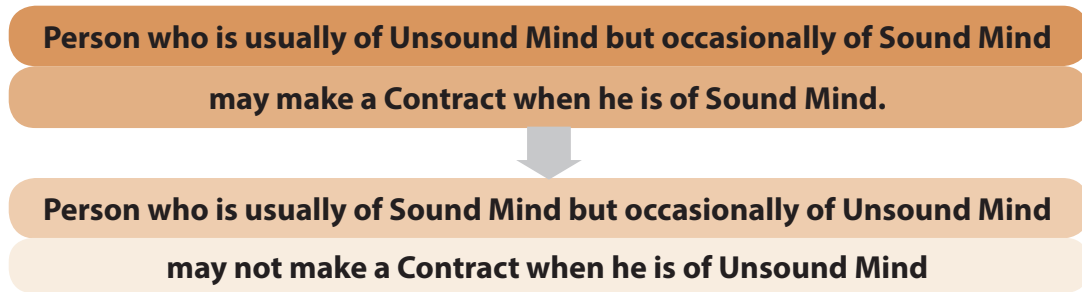 Person who is usually of Unsound Mind but occasionally of Sound Mind
may make a Contract when he is of Sound Mind.
Person who is usually of Sound Mind but occasionally of Unsound Mind
may not make a Contract when he is of Unsound Mind